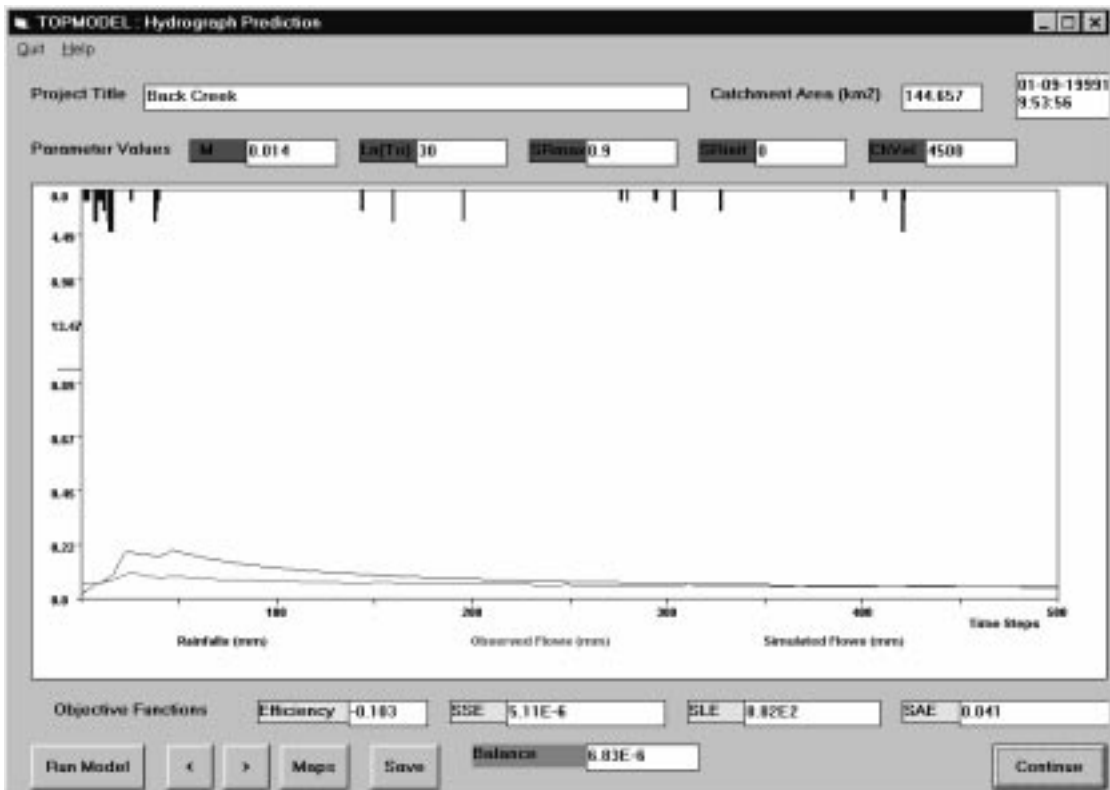 TOPMODEL : Hydrograph Prediction
Quit Help
Project Title Back Creek Catchment Area (km2) 144.657 01-09-19991 9:53:56
Parameter Values M 0.014 Ln(To) 30 SRmax 0.9 SRinit 0 ChVel 4500
0.0
4.49
8.98
13.47
0.89
0.67
0.45
0.22
0.0
100 200 300 400 500
Time Steps
Rainfalls (mm) Observed Flows (mm) Simulated Flows (mm)
Objective Functions Efficiency -0.103 SSE 5.11E-6 SLE 8.82E2 SAE 0.041
Run Model < > Maps Save Balance 6.83E-6 Continue